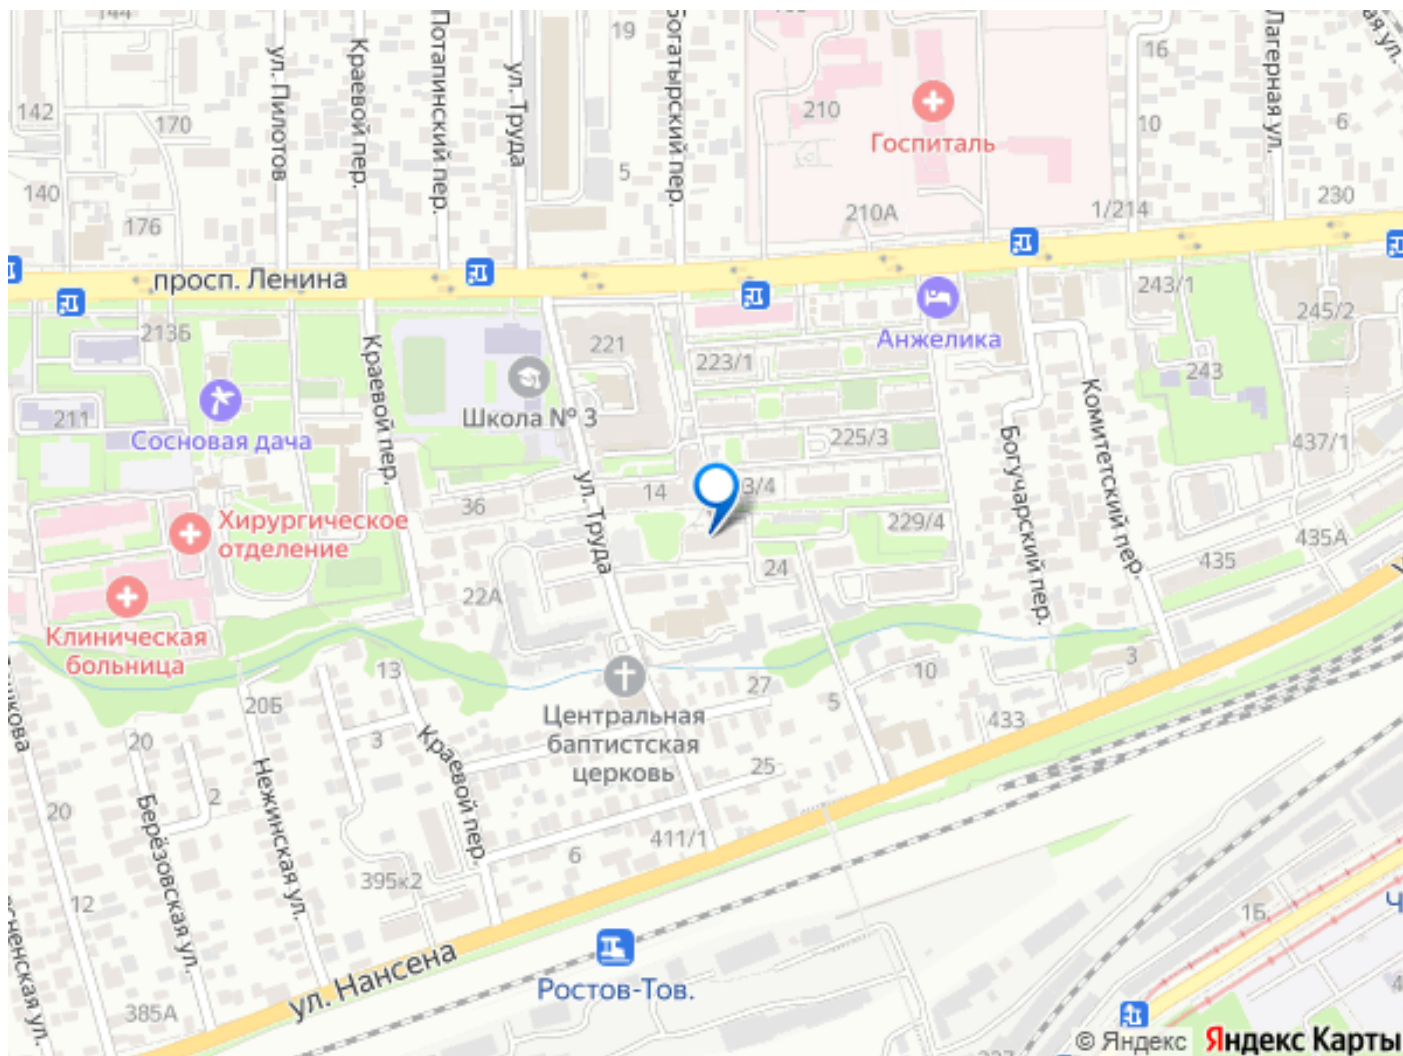 144
19
16
142
170
210
10
6
ул. Пилотов
Краевой пер.
Потапинский пер.
ул. Труда
Богатырский пер.
Госпиталь
Лагерная ул.
140
176
5
210А
1/214
230
просп. Ленина
213Б
221
223/1
Анжелика
243/1
245/2
243
211
Сосновая дача
Краевой пер.
Школа № 3
225/3
437/1
36
14
3/4
229/4
Хирургическое
отделение
ул. Труда
Богучарский пер.
Комитетский пер.
435
435А
24
22А
Клиническая
больница
13
20Б
27
10
5
3
433
Центральная
баптистская
церковь
20
3
2
25
20
Нежинская ул.
Краевой пер.
Берёзовская ул.
411/1
6
395к2
12
1Б
385А
ул. Нансена
Ростов-Тов.
© Яндекс Яндекс Карты